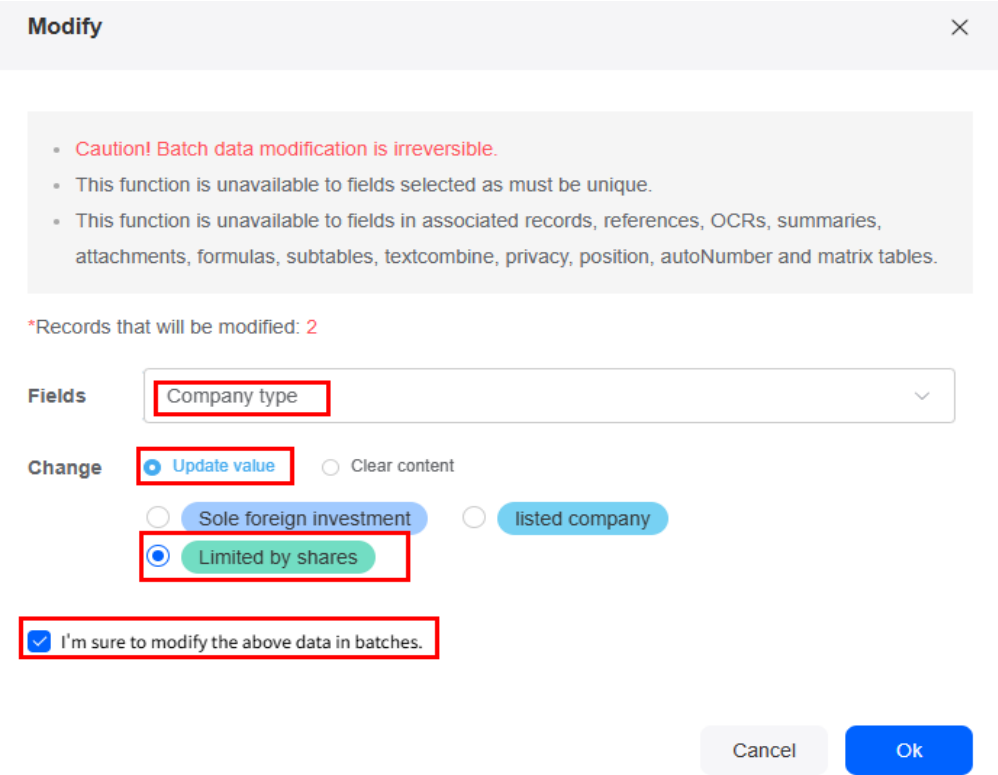 Modify
Caution! Batch data modification is irreversible.
This function is unavailable to fields selected as must be unique.
This function is unavailable to fields in associated records, references, OCRs, summaries,
attachments, formulas, subtables, textcombine, privacy, position, autoNumber and matrix tables.
*Records that will be modified: 2
Fields Company type
Change Update value Clear content
Sole foreign investment listed company
Limited by shares
I'm sure to modify the above data in batches.
Cancel Ok